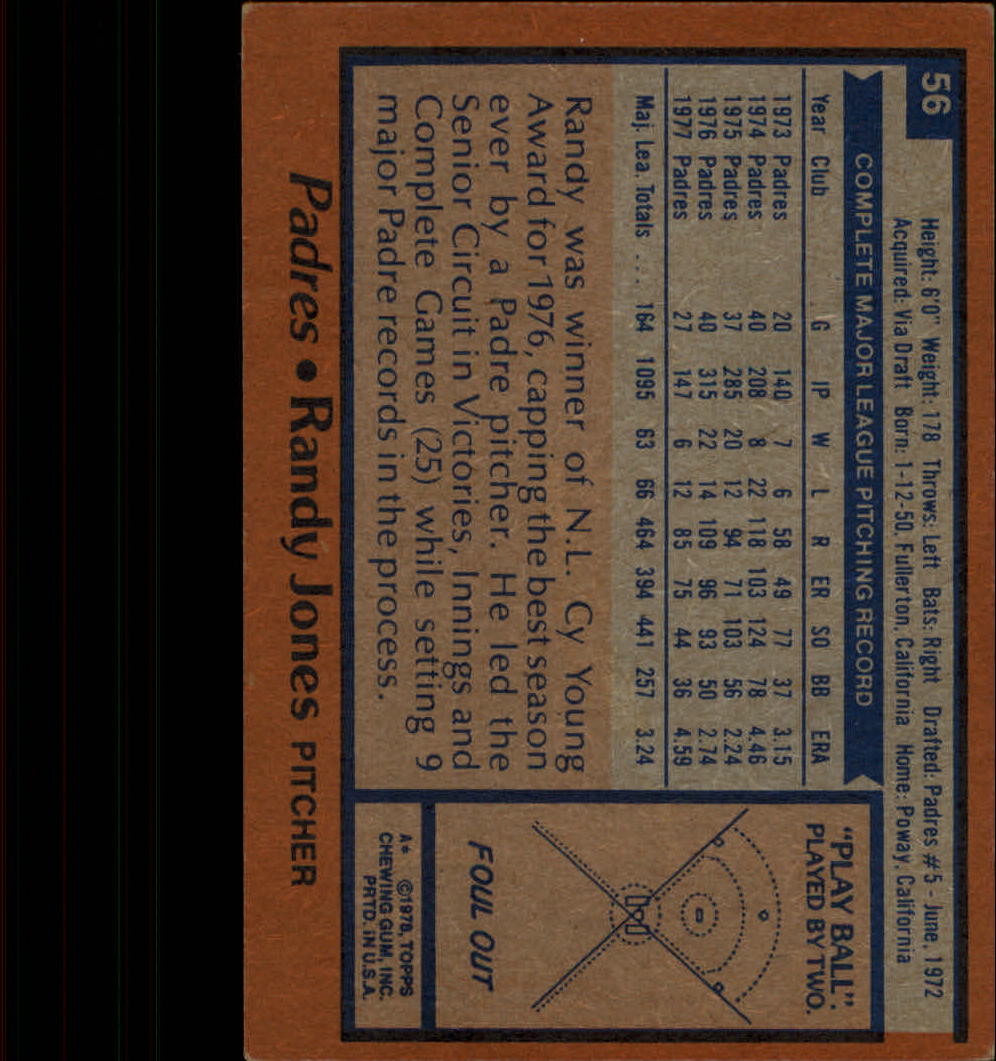 56
Height: 6'0" Weight: 178 Throws: Left Bats: Right Drafted: Padres #5 - June, 1972
Acquired: Via Draft Born: 1-12-50, Fullerton, California Home: Poway, California
COMPLETE MAJOR LEAGUE PITCHING RECORD
Year Club G IP W L R ER SO BB ERA
1973 Padres 20 140 7 6 58 49 77 37 3.15
1974 Padres 40 208 8 22 118 103 124 78 4.46
1975 Padres 37 285 20 12 94 71 103 56 2.24
1976 Padres 40 315 22 14 109 96 93 50 2.74
1977 Padres 27 147 6 12 85 75 44 36 4.59
Maj. Lea. Totals ... 164 1095 63 66 464 394 441 257 3.24
Randy was winner of N.L. Cy Young
Award for 1976, capping the best season
ever by a Padre pitcher. He led the
Senior Circuit in Victories, Innings and
Complete Games (25) while setting 9
major Padre records in the process.
"PLAY BALL":
PLAYED BY TWO.
FOUL OUT
A* ©1978, TOPPS
CHEWING GUM, INC.
PRTD. IN U.S.A.
Padres • Randy Jones PITCHER